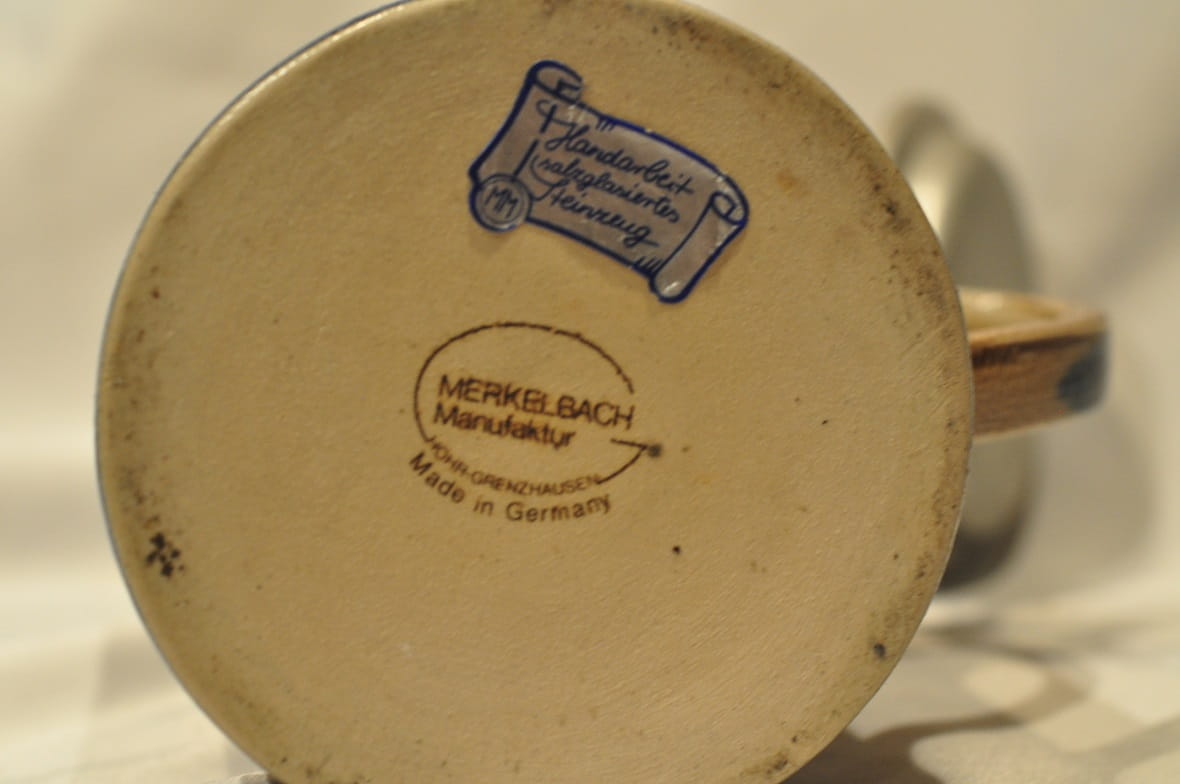 Handarbeit
salzglasiertes
Steinzeug
MM
MERKELBACH
Manufaktur
HÖHR-GRENZHAUSEN
Made in Germany